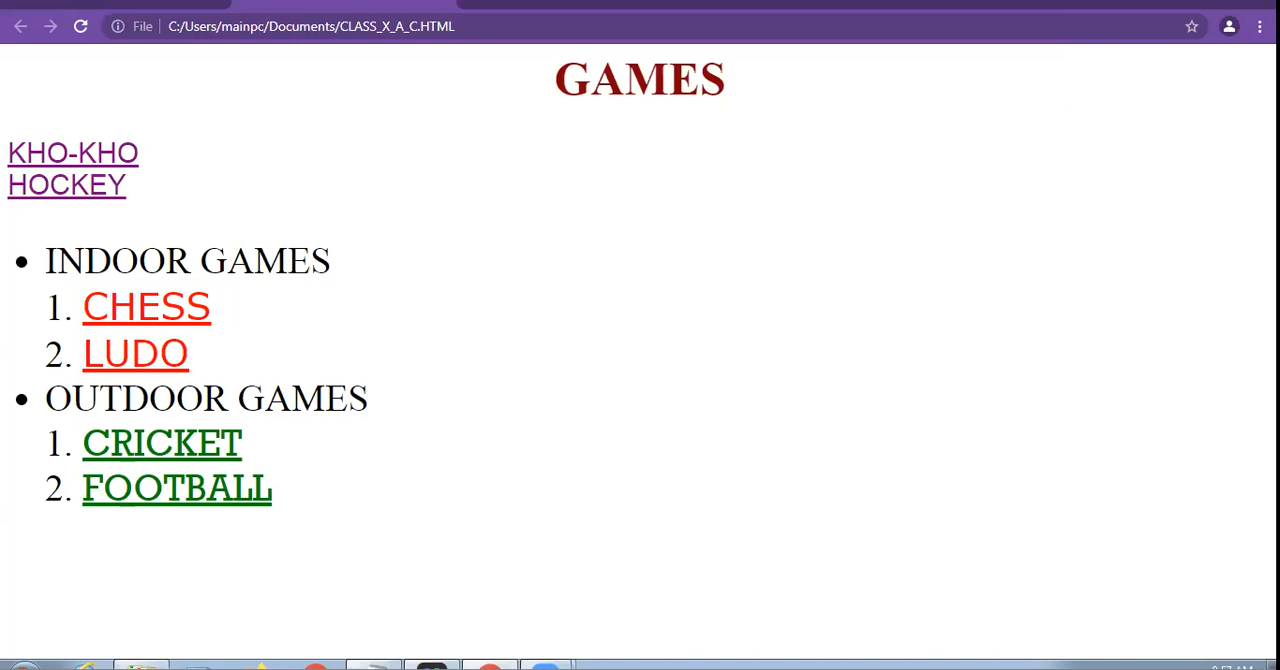 File C:/Users/mainpc/Documents/CLASS_X_A_C.HTML
GAMES
KHO-KHO
HOCKEY
• INDOOR GAMES
1. CHESS
2. LUDO
• OUTDOOR GAMES
1. CRICKET
2. FOOTBALL